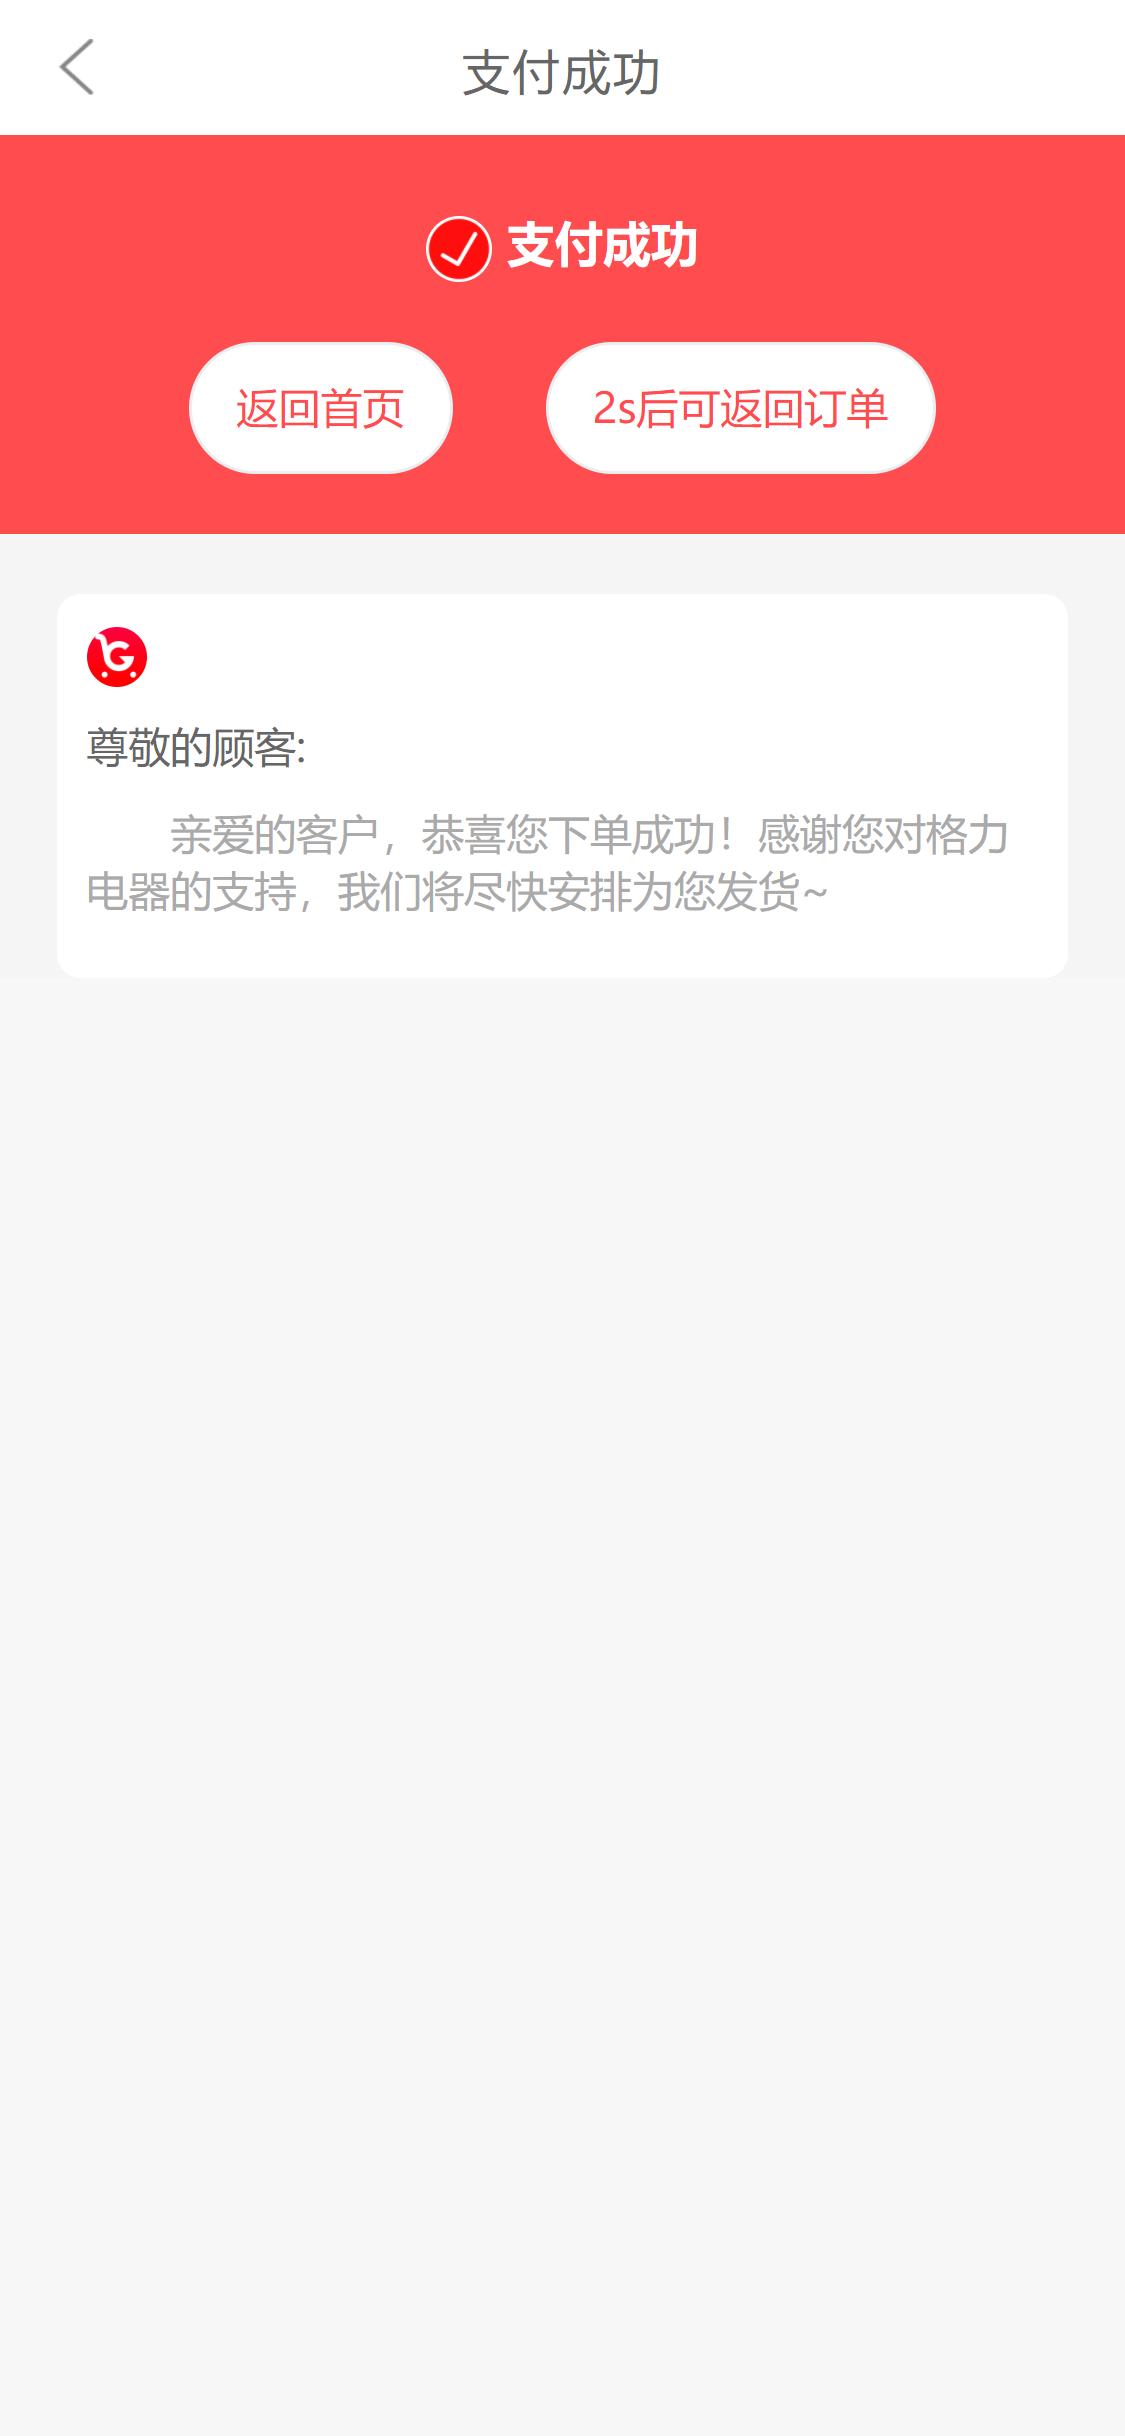 支付成功
支付成功
返回首页
2s后可返回订单
尊敬的顾客:
亲爱的客户，恭喜您下单成功！感谢您对格力
电器的支持，我们将尽快安排为您发货~